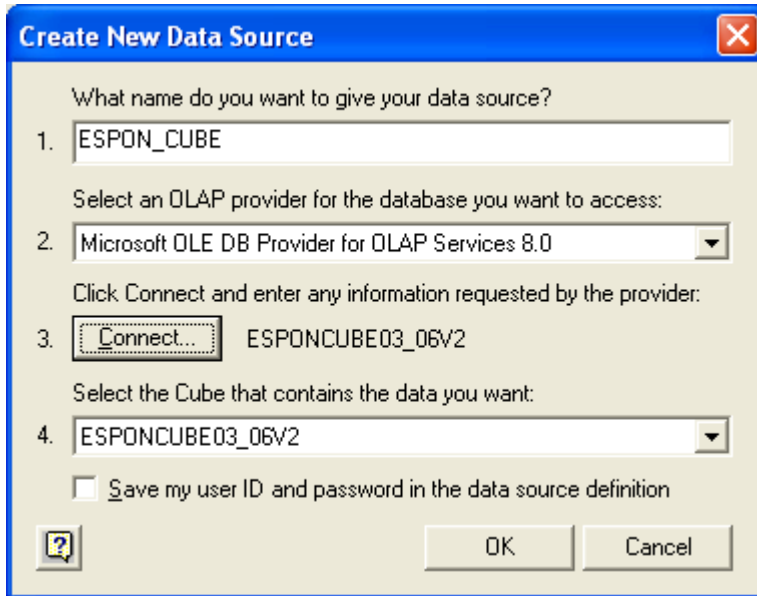 Create New Data Source
What name do you want to give your data source?
1. ESPON_CUBE
Select an OLAP provider for the database you want to access:
2. Microsoft OLE DB Provider for OLAP Services 8.0
Click Connect and enter any information requested by the provider:
3. Connect... ESPONCUBE03_06V2
Select the Cube that contains the data you want:
4. ESPONCUBE03_06V2
Save my user ID and password in the data source definition
? OK Cancel